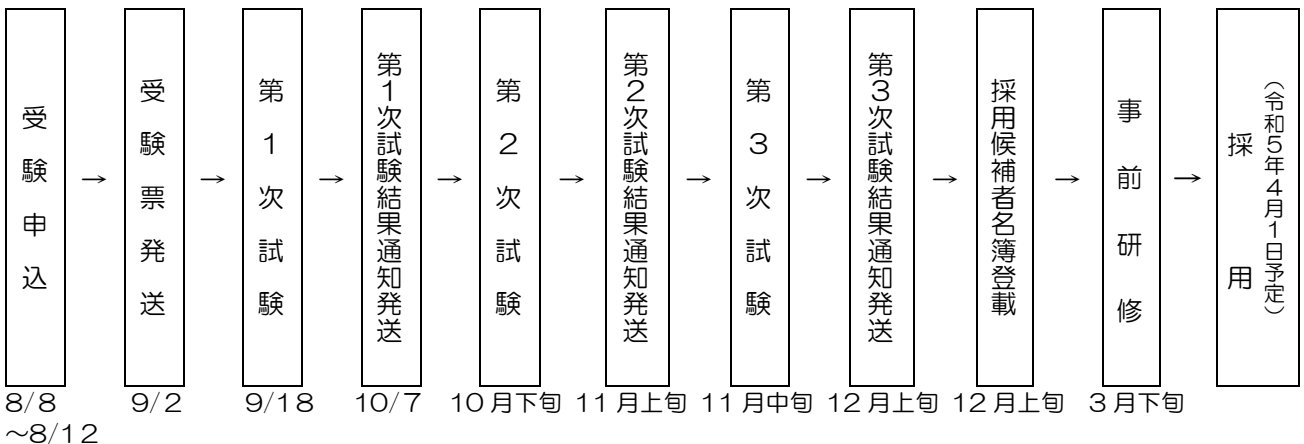 受験申込
→
受験票発送
→
第1次試験
→
第1次試験結果通知発送
→
第2次試験
→
第2次試験結果通知発送
→
第3次試験
→
第3次試験結果通知発送
→
採用候補者名簿登載
→
事前研修
→
採用
（令和5年4月1日予定）
8/8
～8/12
9/2
9/18
10/7
10月下旬
11月上旬
11月中旬
12月上旬
12月上旬
3月下旬